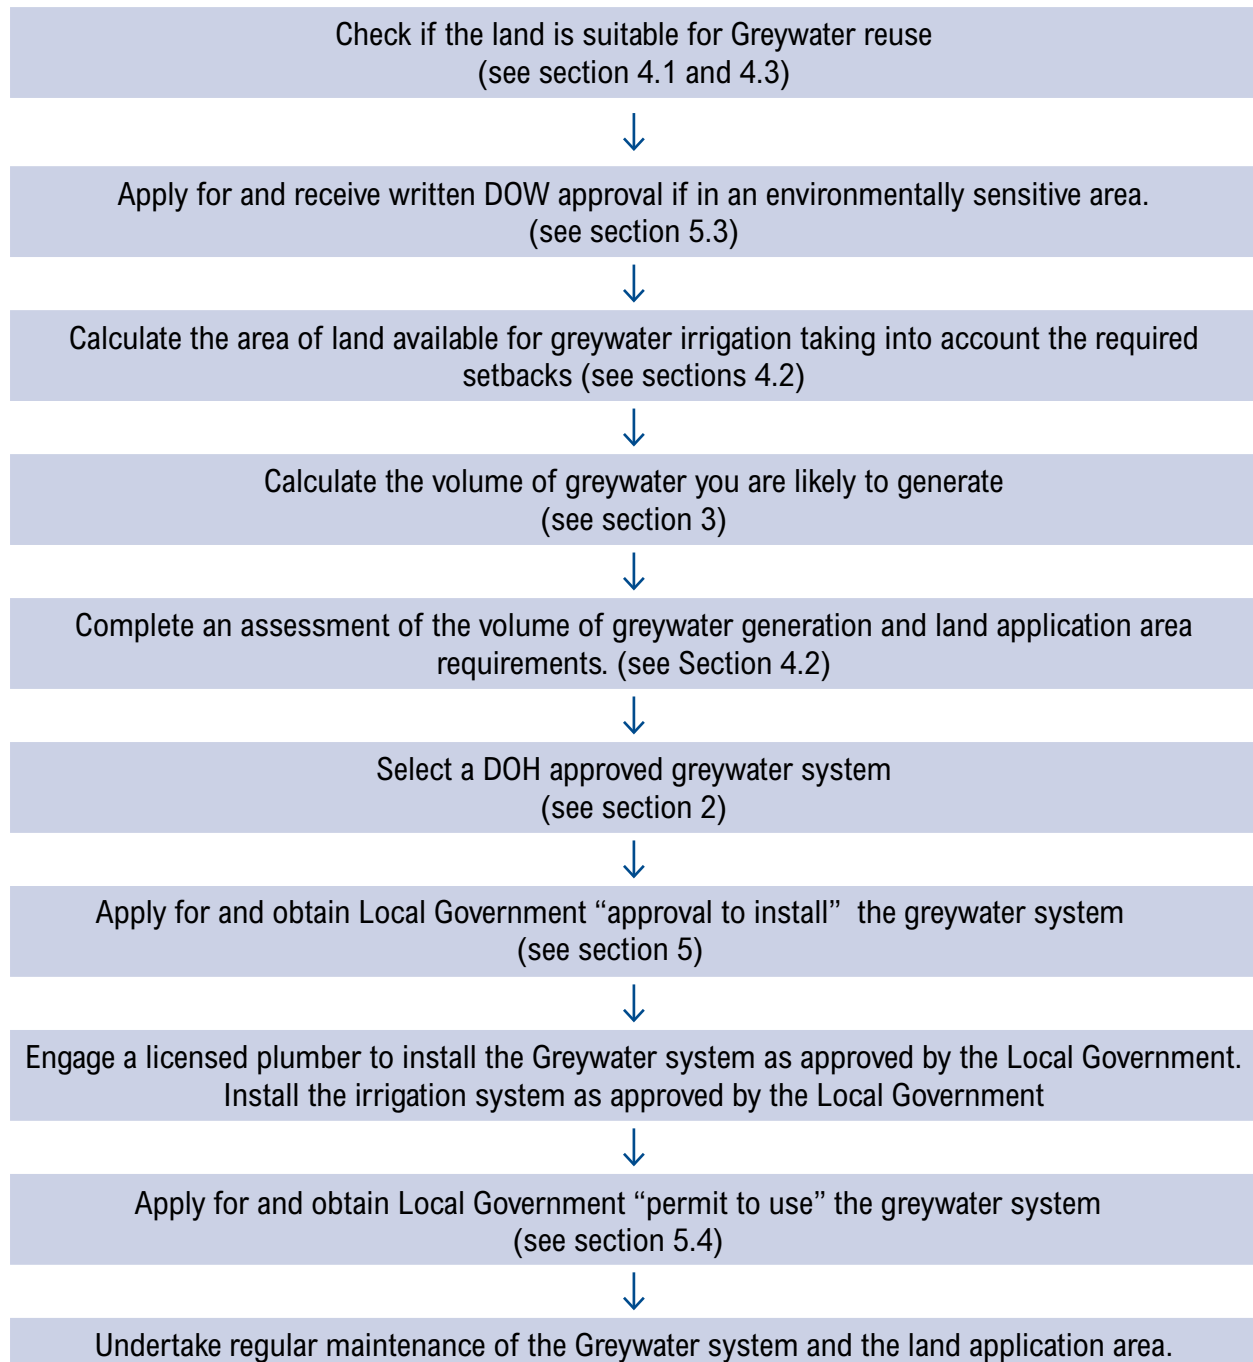 Check if the land is suitable for Greywater reuse
(see section 4.1 and 4.3)
Apply for and receive written DOW approval if in an environmentally sensitive area.
(see section 5.3)
Calculate the area of land available for greywater irrigation taking into account the required
setbacks (see sections 4.2)
Calculate the volume of greywater you are likely to generate
(see section 3)
Complete an assessment of the volume of greywater generation and land application area
requirements. (see Section 4.2)
Select a DOH approved greywater system
(see section 2)
Apply for and obtain Local Government “approval to install”  the greywater system
(see section 5)
Engage a licensed plumber to install the Greywater system as approved by the Local Government.
Install the irrigation system as approved by the Local Government
Apply for and obtain Local Government “permit to use” the greywater system
(see section 5.4)
Undertake regular maintenance of the Greywater system and the land application area.